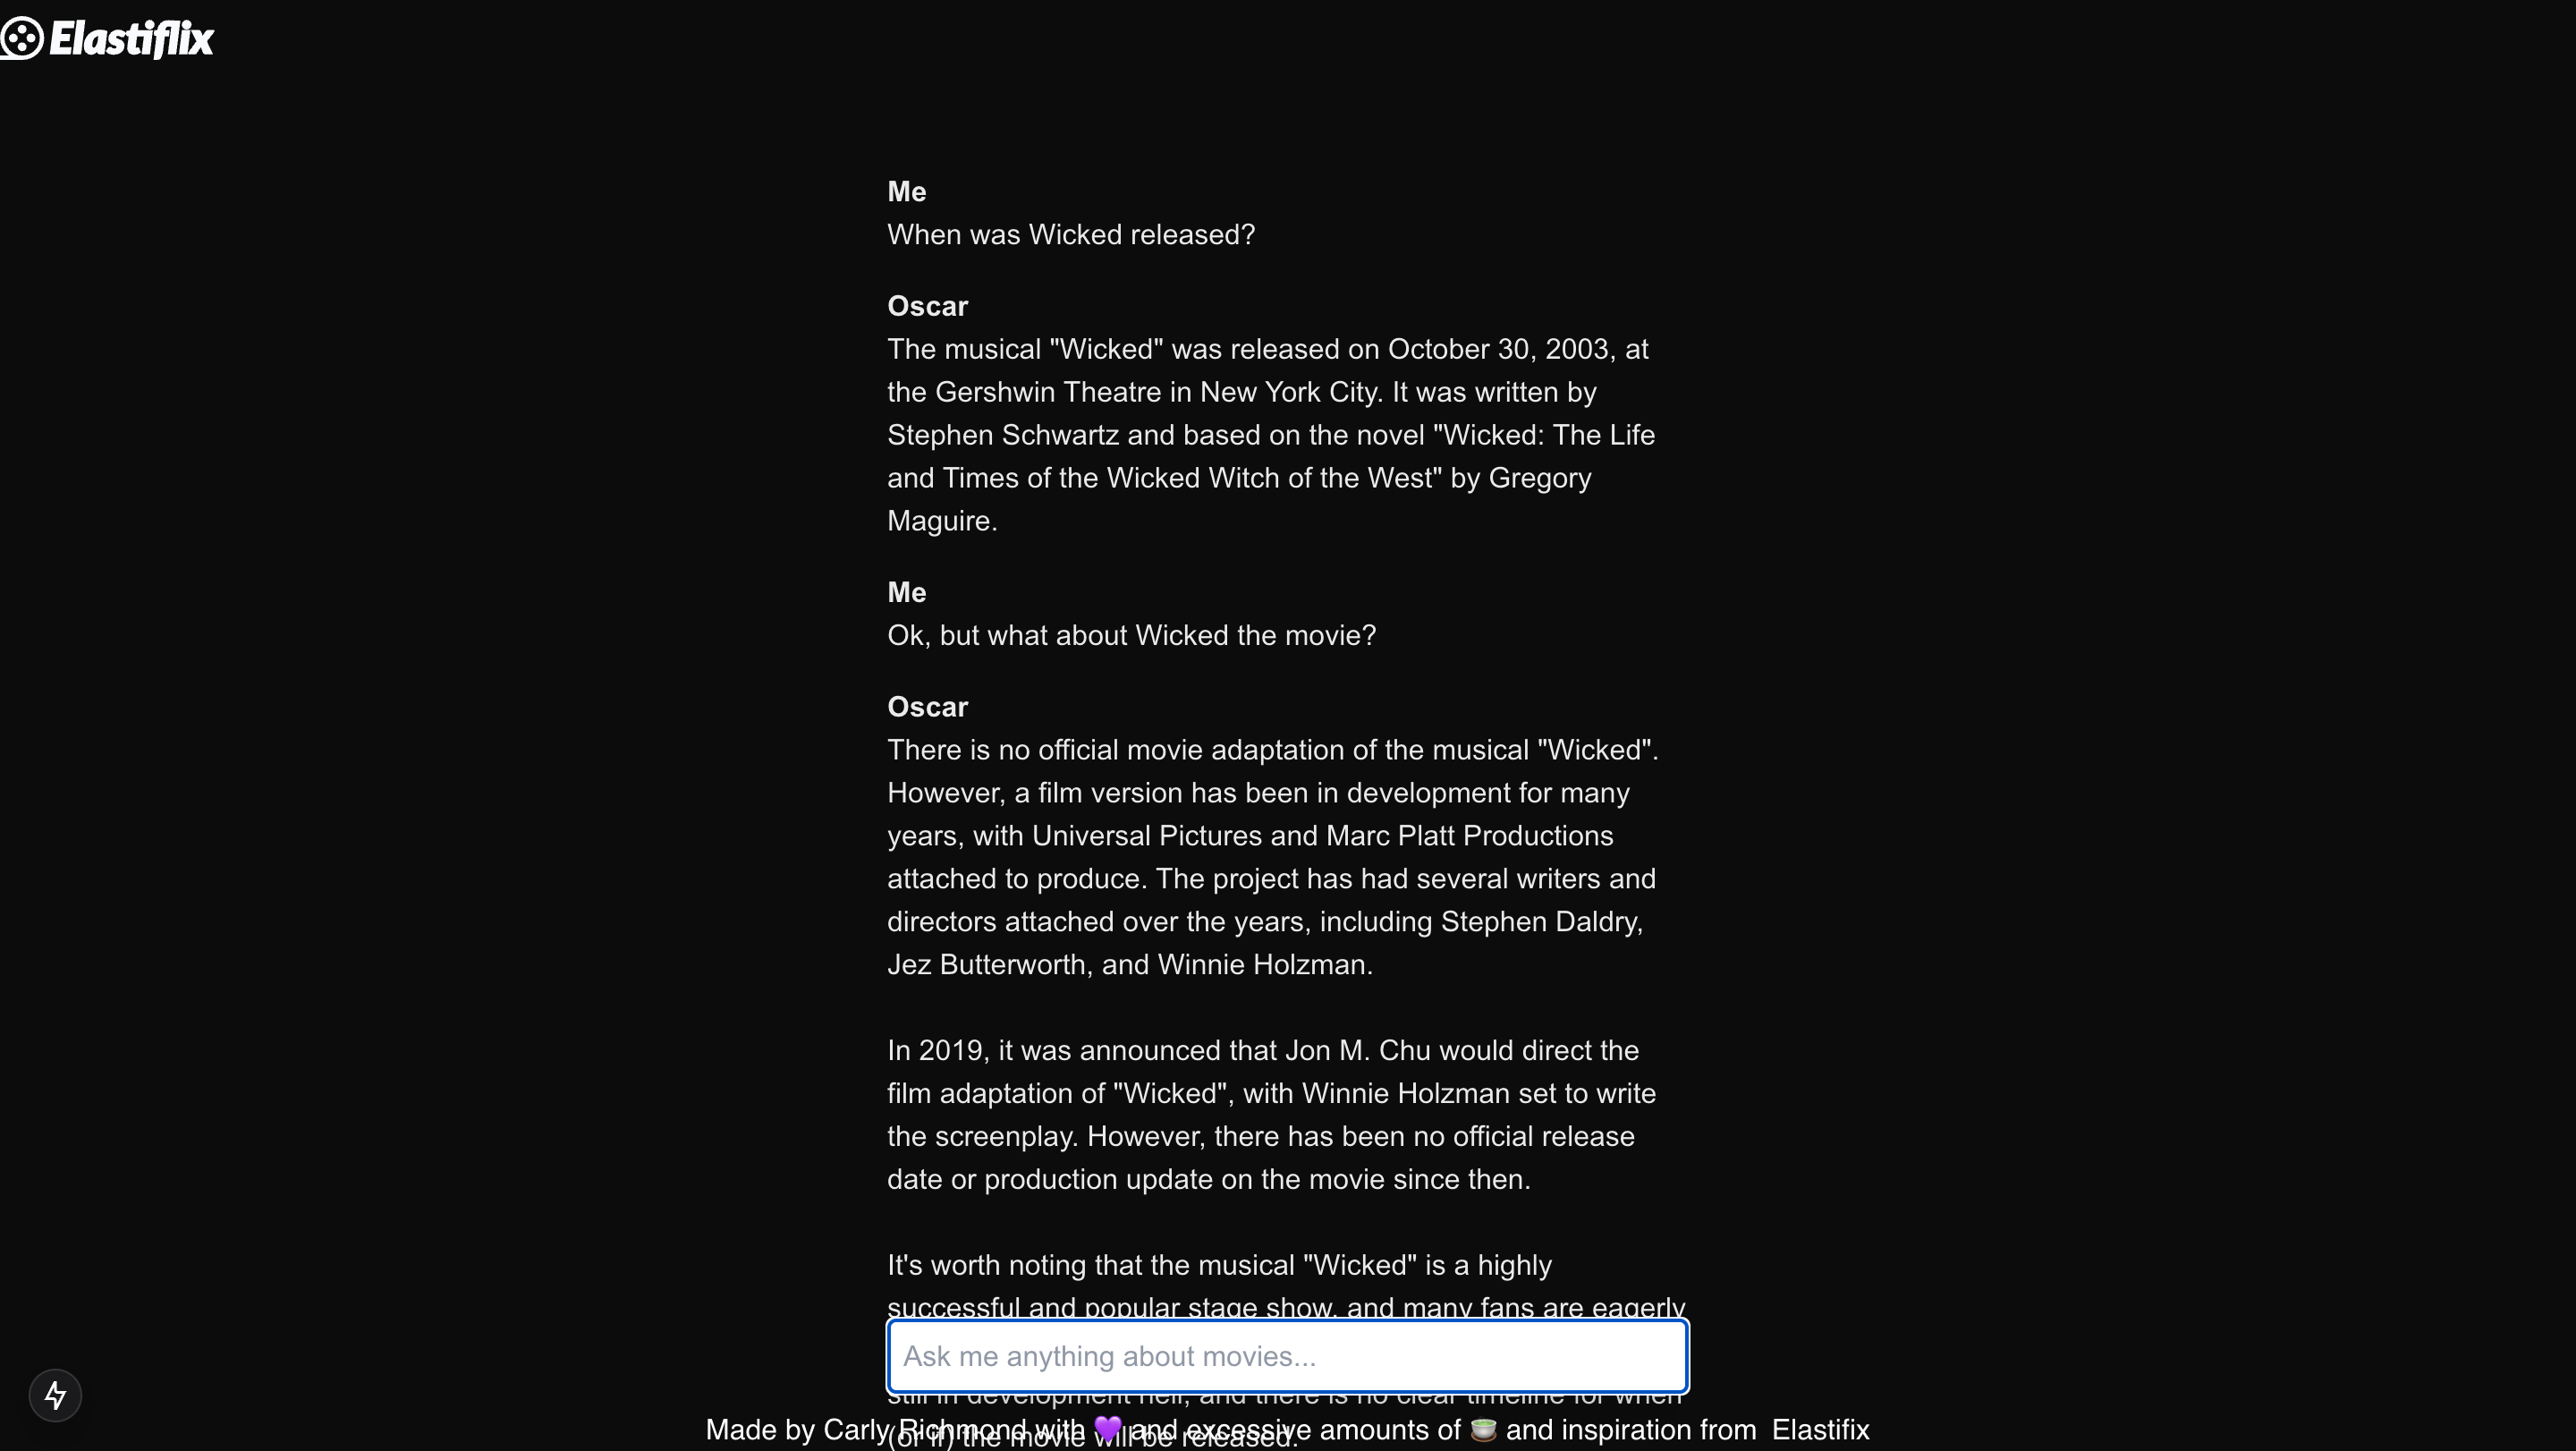 Elastiflix
Me
When was Wicked released?
Oscar
The musical "Wicked" was released on October 30, 2003, at
the Gershwin Theatre in New York City. It was written by
Stephen Schwartz and based on the novel "Wicked: The Life
and Times of the Wicked Witch of the West" by Gregory
Maguire.
Me
Ok, but what about Wicked the movie?
Oscar
There is no official movie adaptation of the musical "Wicked".
However, a film version has been in development for many
years, with Universal Pictures and Marc Platt Productions
attached to produce. The project has had several writers and
directors attached over the years, including Stephen Daldry,
Jez Butterworth, and Winnie Holzman.
In 2019, it was announced that Jon M. Chu would direct the
film adaptation of "Wicked", with Winnie Holzman set to write
the screenplay. However, there has been no official release
date or production update on the movie since then.
It's worth noting that the musical "Wicked" is a highly
successful and popular stage show, and many fans are eagerly
Ask me anything about movies...
still in development hell, and there is no clear timeline for when
(or if) the movie will be released.
Made by Carly Richmond with 💜 and excessive amounts of 🍵 and inspiration from Elastifix